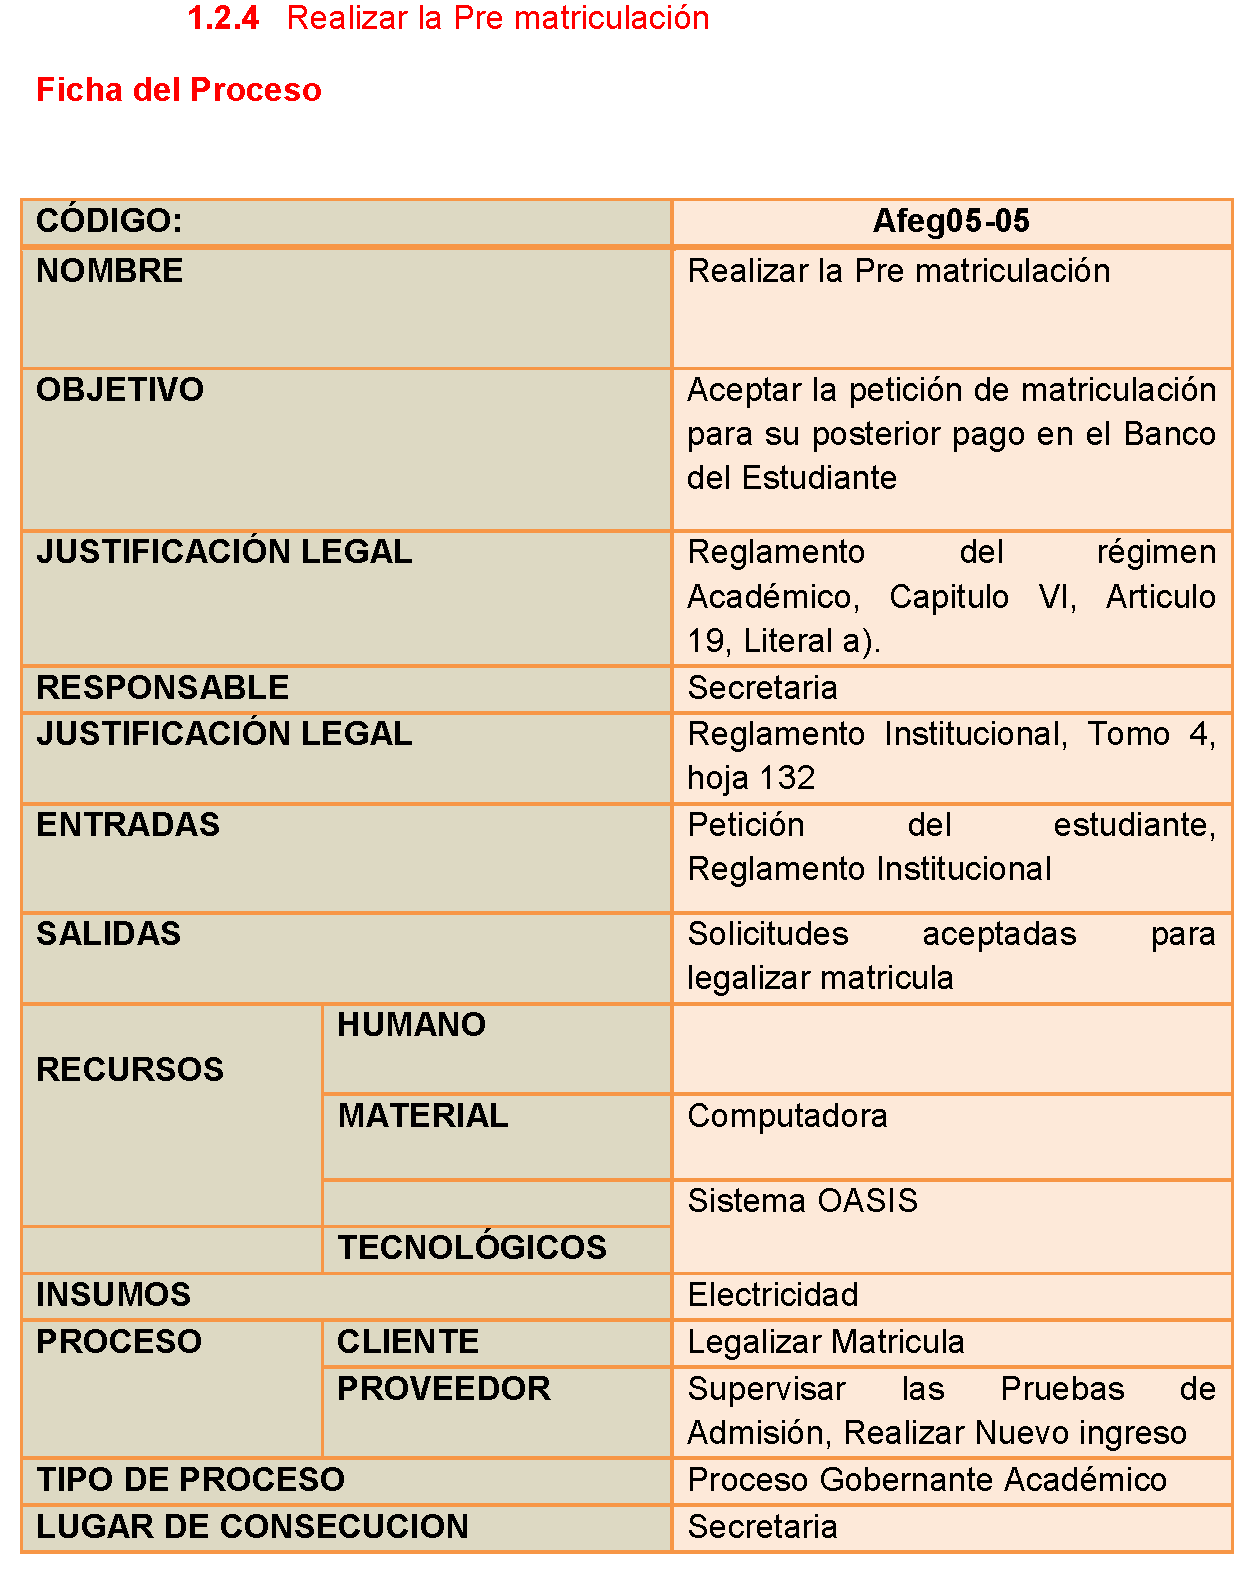 1.2.4 Realizar la Pre matriculación
Ficha del Proceso
CÓDIGO: Afeg05-05
NOMBRE Realizar la Pre matriculación
OBJETIVO Aceptar la petición de matriculación
para su posterior pago en el Banco
del Estudiante
JUSTIFICACIÓN LEGAL Reglamento del régimen
Académico, Capitulo VI, Articulo
19, Literal a).
RESPONSABLE Secretaria
JUSTIFICACIÓN LEGAL Reglamento Institucional, Tomo 4,
hoja 132
ENTRADAS Petición del estudiante,
Reglamento Institucional
SALIDAS Solicitudes aceptadas para
legalizar matricula
HUMANO
RECURSOS
MATERIAL Computadora
Sistema OASIS
TECNOLÓGICOS
INSUMOS Electricidad
PROCESO CLIENTE Legalizar Matricula
PROVEEDOR Supervisar las Pruebas de
Admisión, Realizar Nuevo ingreso
TIPO DE PROCESO Proceso Gobernante Académico
LUGAR DE CONSECUCION Secretaria